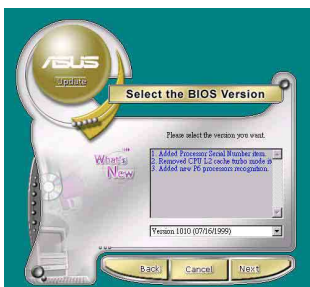 ASUS
Update
Select the BIOS Version
Please select the version you want.
What's
New
1. Added Processor Serial Number item.
2. Removed CPU L2 cache turbo mode it
3. Added new P6 processors recognition.
Version 1010 (07/16/1999)
Back
Cancel
Next